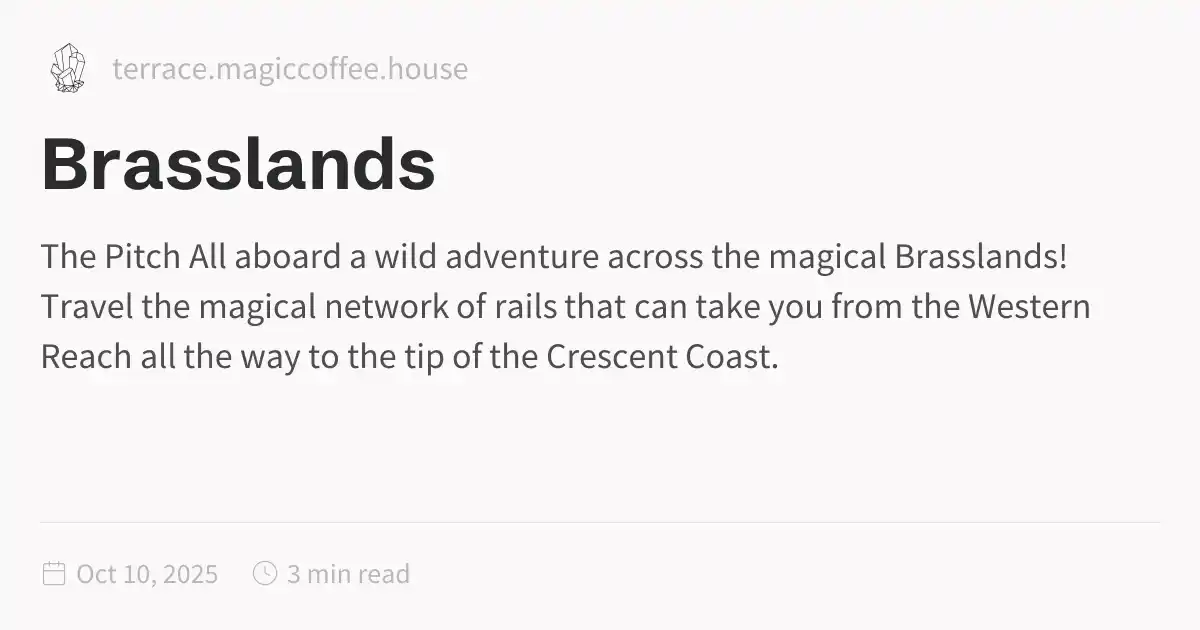 terrace.magiccoffee.house
Brasslands
The Pitch All aboard a wild adventure across the magical Brasslands!
Travel the magical network of rails that can take you from the Western
Reach all the way to the tip of the Crescent Coast.
Oct 10, 2025 3 min read